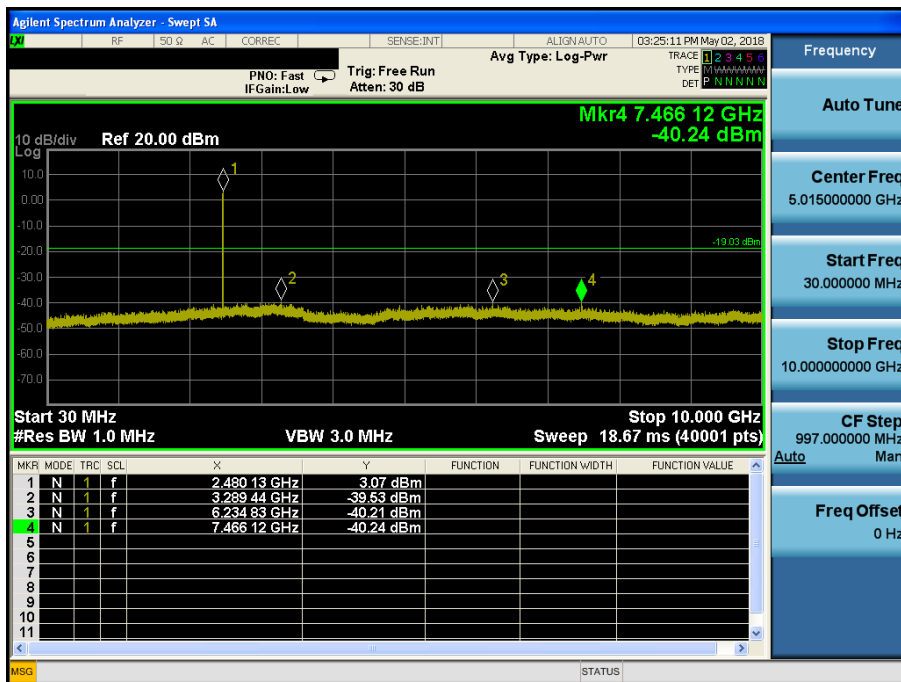 Agilent Spectrum Analyzer - Swept SA
LXI RF 50 Ω AC CORREC SENSE:INT ALIGN AUTO 03:25:11 PM May 02, 2018
PNO: Fast
IFGain:Low
Trig: Free Run
Atten: 30 dB
Avg Type: Log-Pwr
TRACE 1 2 3 4 5 6
TYPE M WWWWW
DET P N N N N N
Mkr4 7.466 12 GHz
-40.24 dBm
10 dB/div
Log
Ref 20.00 dBm
10.0
0.00
-10.0
-20.0
-30.0
-40.0
-50.0
-60.0
-70.0
1
2
3
4
-19.03 dBm
Start 30 MHz Stop 10.000 GHz
#Res BW 1.0 MHz VBW 3.0 MHz Sweep 18.67 ms (40001 pts)
MKR MODE TRC SCL X Y FUNCTION FUNCTION WIDTH FUNCTION VALUE
1 N 1 f 2.480 13 GHz 3.07 dBm
2 N 1 f 3.289 44 GHz -39.53 dBm
3 N 1 f 6.234 83 GHz -40.21 dBm
4 N 1 f 7.466 12 GHz -40.24 dBm
5
6
7
8
9
10
11
MSG STATUS
Frequency
Auto Tune
Center Freq
5.015000000 GHz
Start Freq
30.000000 MHz
Stop Freq
10.000000000 GHz
CF Step
997.000000 MHz
Auto Man
Freq Offset
0 Hz